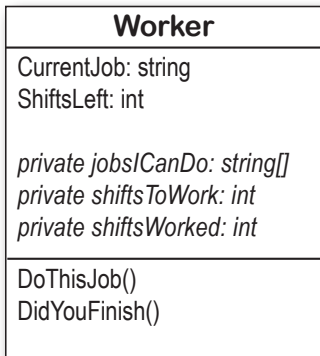 Worker
CurrentJob: string
ShiftsLeft: int
private jobsICanDo: string[]
private shiftsToWork: int
private shiftsWorked: int
DoThisJob()
DidYouFinish()